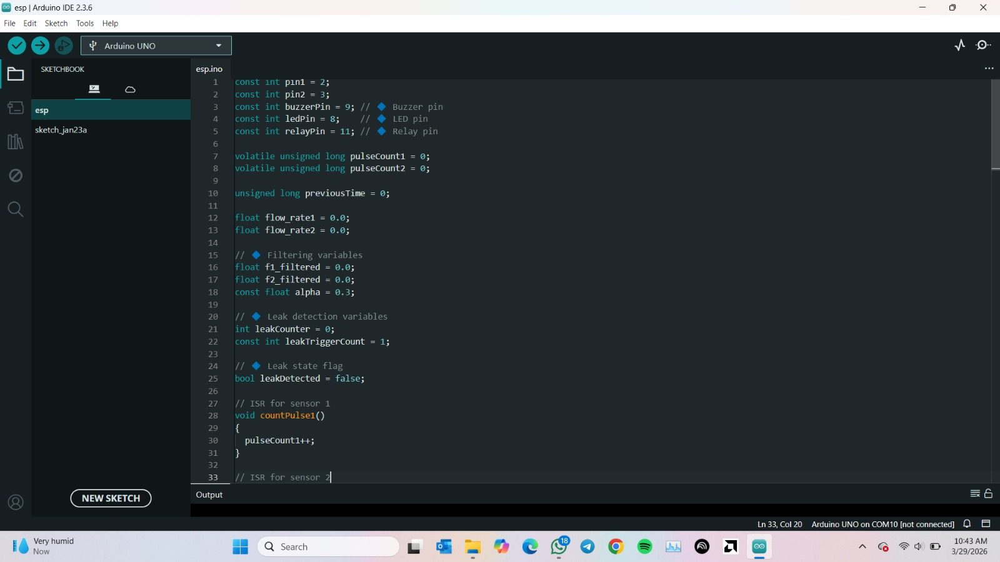 esp | Arduino IDE 2.3.6
File Edit Sketch Tools Help
Arduino UNO
SKETCHBOOK
esp
sketch_jan23a
NEW SKETCH
esp.ino
1 const int pin1 = 2;
2 const int pin2 = 3;
3 const int buzzerPin = 9; // 🔹 Buzzer pin
4 const int ledPin = 8;    // 🔹 LED pin
5 const int relayPin = 11; // 🔹 Relay pin
6
7 volatile unsigned long pulseCount1 = 0;
8 volatile unsigned long pulseCount2 = 0;
9
10 unsigned long previousTime = 0;
11
12 float flow_rate1 = 0.0;
13 float flow_rate2 = 0.0;
14
15 // 🔹 Filtering variables
16 float f1_filtered = 0.0;
17 float f2_filtered = 0.0;
18 const float alpha = 0.3;
19
20 // 🔹 Leak detection variables
21 int leakCounter = 0;
22 const int leakTriggerCount = 1;
23
24 // 🔹 Leak state flag
25 bool leakDetected = false;
26
27 // ISR for sensor 1
28 void countPulse1()
29 {
30   pulseCount1++;
31 }
32
33 // ISR for sensor 2
Output
Ln 33, Col 20 Arduino UNO on COM10 [not connected]
Very humid
Now
Search
18
10:43 AM
3/29/2026